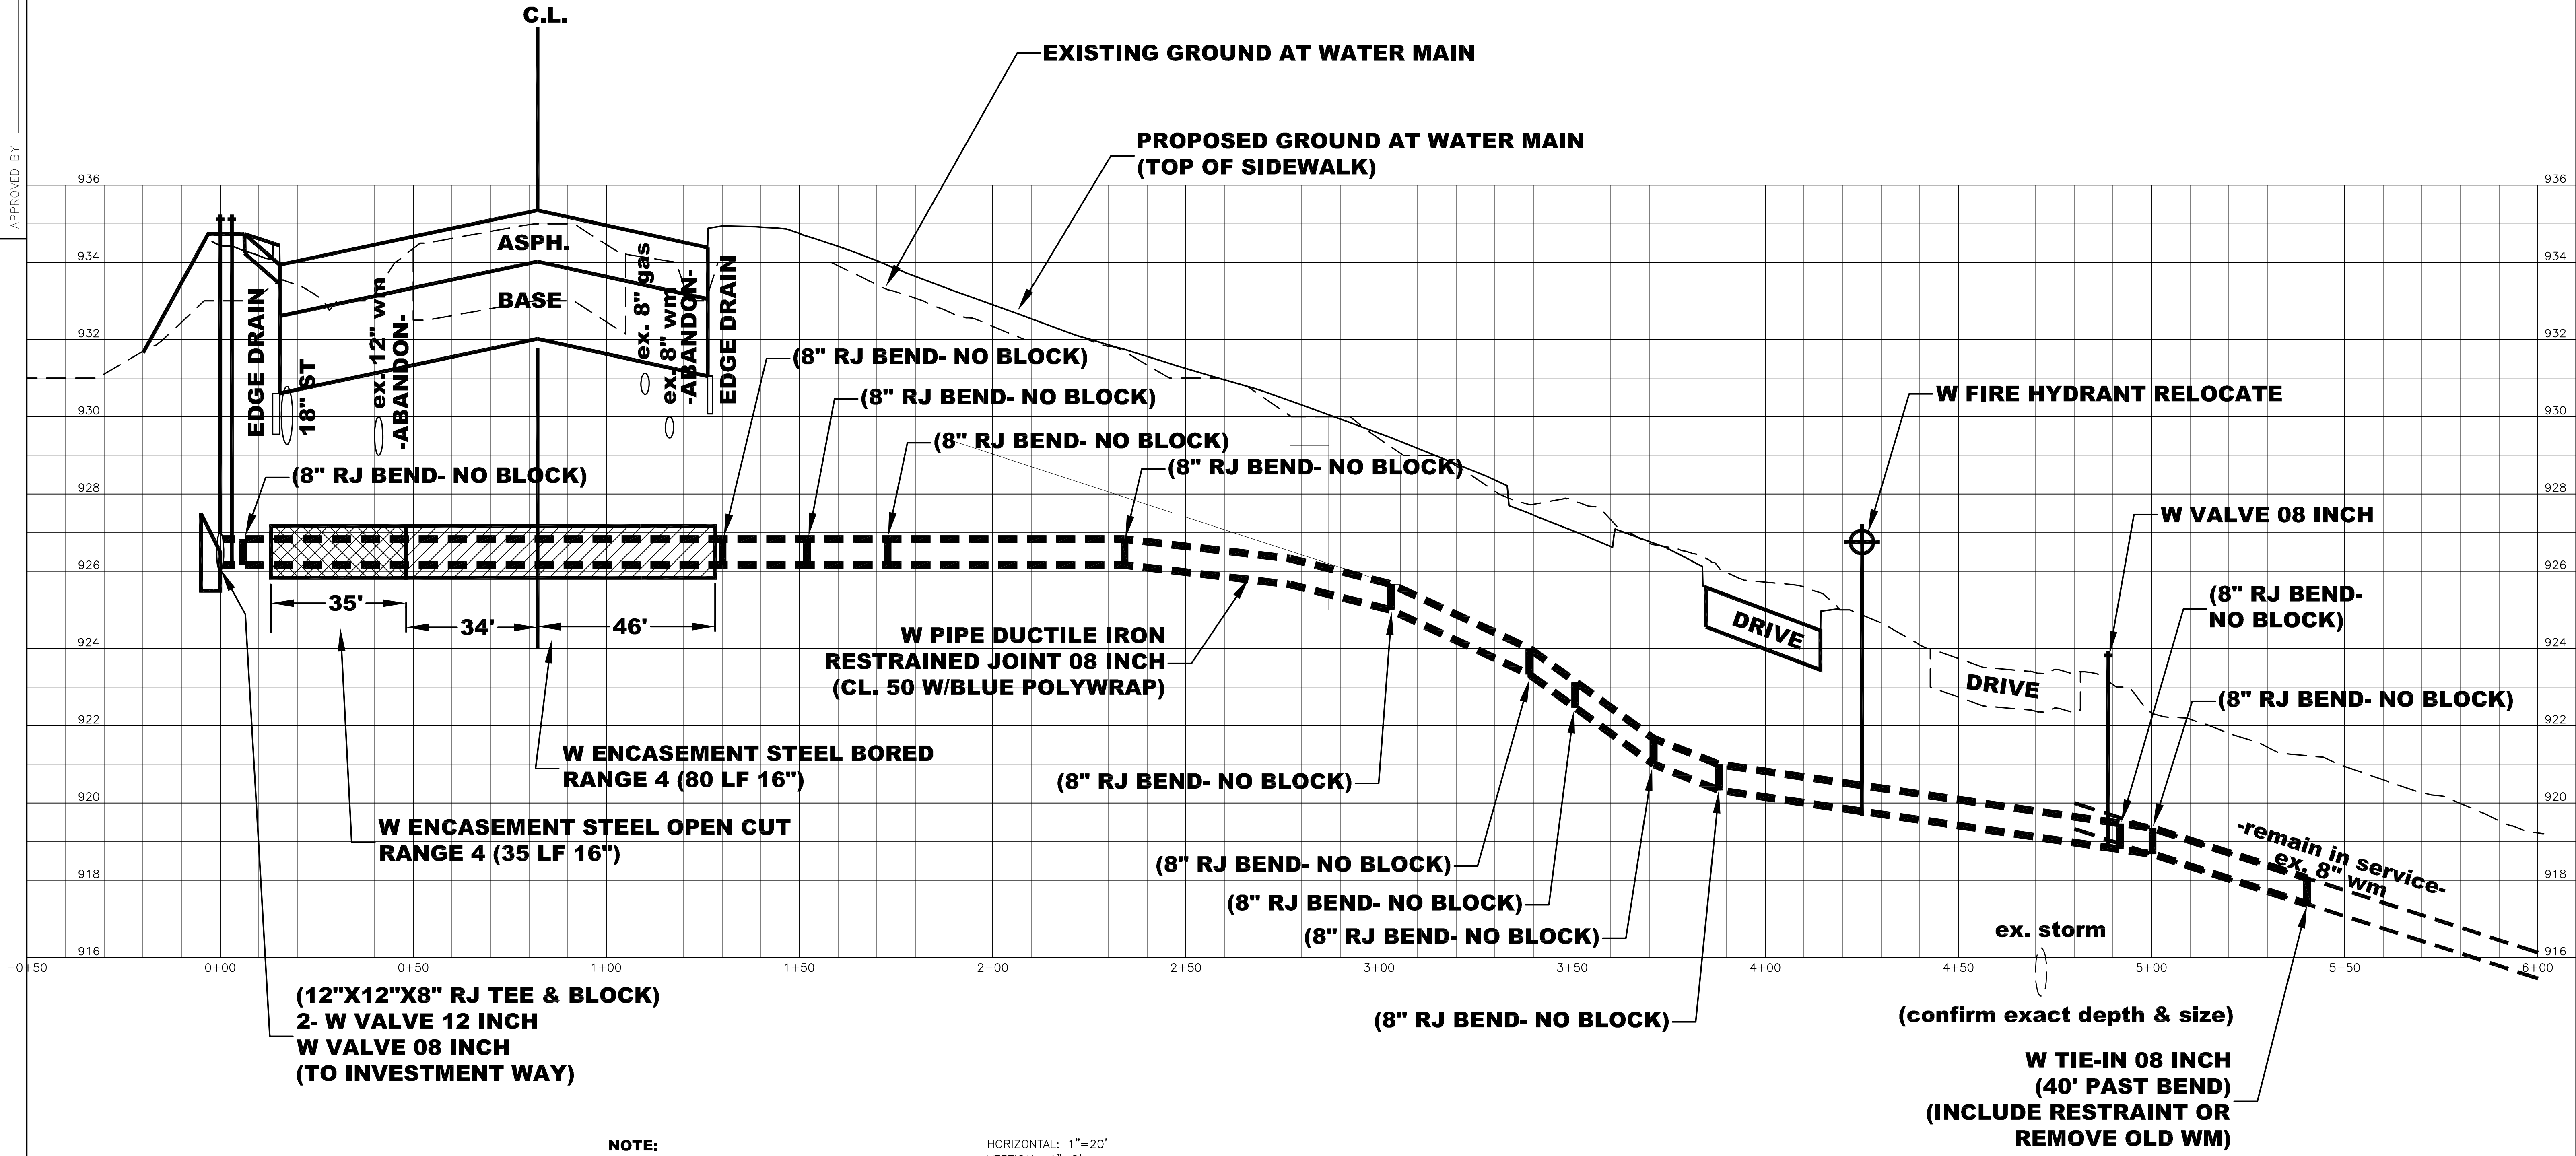 C.L.
EXISTING GROUND AT WATER MAIN
APPROVED BY
PROPOSED GROUND AT WATER MAIN
(TOP OF SIDEWALK)
936
936
934
934
932
932
930
930
928
928
926
926
924
924
922
922
920
920
918
918
916
916
ASPH.
BASE
EDGE DRAIN
18" ST
ex. 12" wm
-ABANDON-
ex. 8" gas
ex. 8" wm
-ABANDON-
EDGE DRAIN
(8" RJ BEND- NO BLOCK)
(8" RJ BEND- NO BLOCK)
(8" RJ BEND- NO BLOCK)
(8" RJ BEND- NO BLOCK)
(8" RJ BEND- NO BLOCK)
W FIRE HYDRANT RELOCATE
W VALVE 08 INCH
(8" RJ BEND-
NO BLOCK)
35'
34'
46'
W PIPE DUCTILE IRON
RESTRAINED JOINT 08 INCH
(CL. 50 W/BLUE POLYWRAP)
DRIVE
DRIVE
(8" RJ BEND- NO BLOCK)
W ENCASEMENT STEEL BORED
RANGE 4 (80 LF 16")
(8" RJ BEND- NO BLOCK)
W ENCASEMENT STEEL OPEN CUT
RANGE 4 (35 LF 16")
(8" RJ BEND- NO BLOCK)
(8" RJ BEND- NO BLOCK)
(8" RJ BEND- NO BLOCK)
-remain in service-
ex. 8" wm
ex. storm
-0+50
0+00
0+50
1+00
1+50
2+00
2+50
3+00
3+50
4+00
4+50
5+00
5+50
6+00
(12"X12"X8" RJ TEE & BLOCK)
2- W VALVE 12 INCH
W VALVE 08 INCH
(TO INVESTMENT WAY)
(8" RJ BEND- NO BLOCK)
(confirm exact depth & size)
W TIE-IN 08 INCH
(40' PAST BEND)
(INCLUDE RESTRAINT OR
REMOVE OLD WM)
NOTE:
HORIZONTAL: 1"=20'